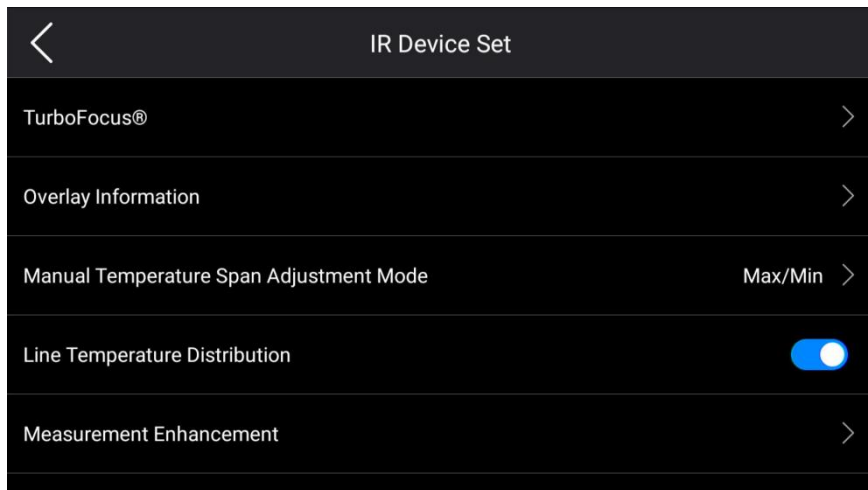 IR Device Set
TurboFocus®
Overlay Information
Manual Temperature Span Adjustment Mode Max/Min
Line Temperature Distribution
Measurement Enhancement